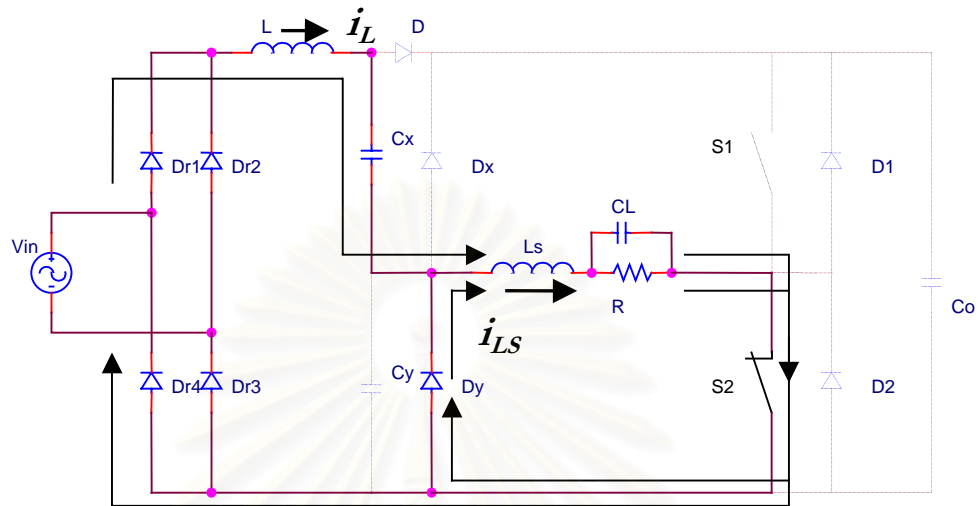 L
i_L
D
Cx
Dr1
Dr2
Dx
S1
D1
CL
Vin
Ls
R
Co
i_LS
Dr4
Dr3
Cy
Dy
S2
D2